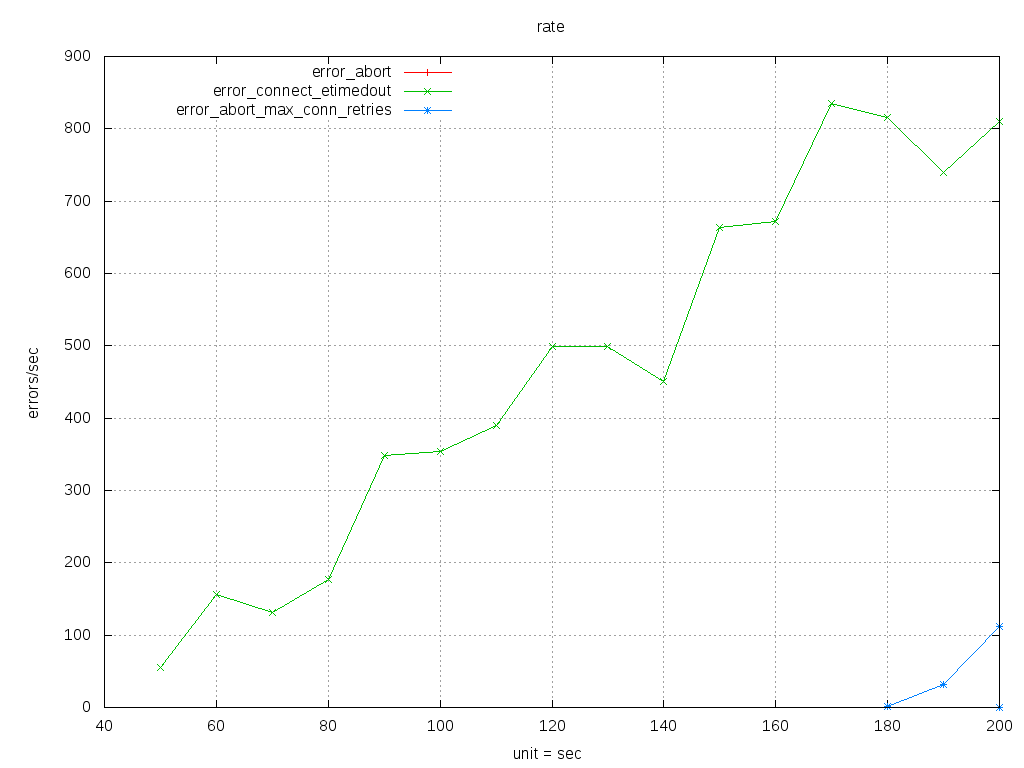 rate
900
800
700
600
500
400
300
200
100
0
errors/sec
error_abort
error_connect_etimedout
error_abort_max_conn_retries
40 60 80 100 120 140 160 180 200
unit = sec